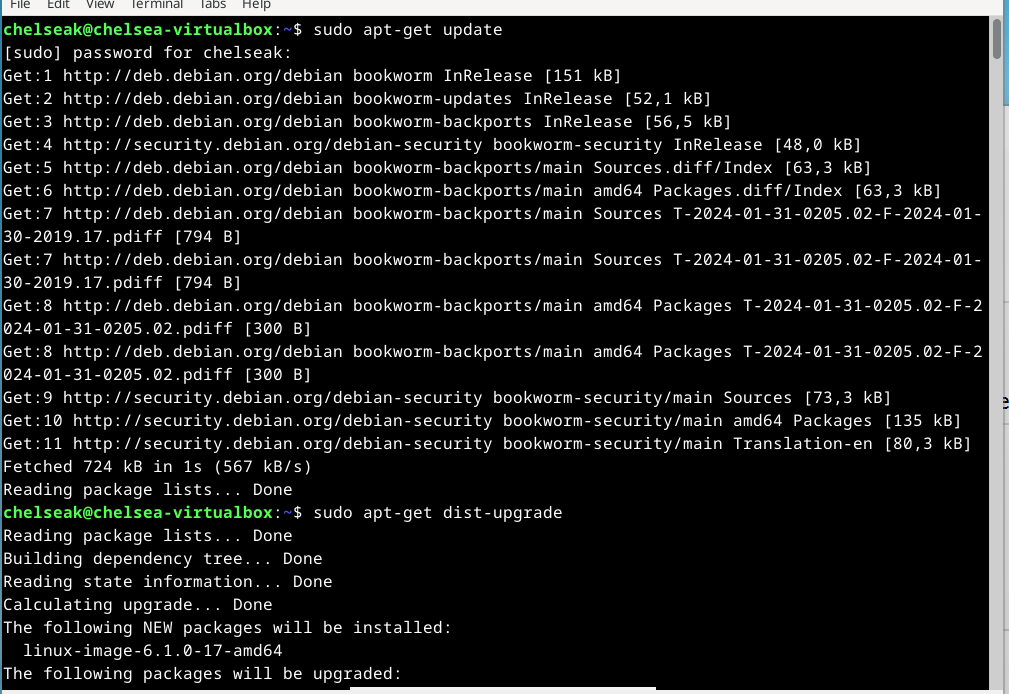 File Edit View Terminal Tabs Help
chelseak@chelsea-virtualbox:~$ sudo apt-get update
[sudo] password for chelseak:
Get:1 http://deb.debian.org/debian bookworm InRelease [151 kB]
Get:2 http://deb.debian.org/debian bookworm-updates InRelease [52,1 kB]
Get:3 http://deb.debian.org/debian bookworm-backports InRelease [56,5 kB]
Get:4 http://security.debian.org/debian-security bookworm-security InRelease [48,0 kB]
Get:5 http://deb.debian.org/debian bookworm-backports/main Sources.diff/Index [63,3 kB]
Get:6 http://deb.debian.org/debian bookworm-backports/main amd64 Packages.diff/Index [63,3 kB]
Get:7 http://deb.debian.org/debian bookworm-backports/main Sources T-2024-01-31-0205.02-F-2024-01-
30-2019.17.pdiff [794 B]
Get:7 http://deb.debian.org/debian bookworm-backports/main Sources T-2024-01-31-0205.02-F-2024-01-
30-2019.17.pdiff [794 B]
Get:8 http://deb.debian.org/debian bookworm-backports/main amd64 Packages T-2024-01-31-0205.02-F-2
024-01-31-0205.02.pdiff [300 B]
Get:8 http://deb.debian.org/debian bookworm-backports/main amd64 Packages T-2024-01-31-0205.02-F-2
024-01-31-0205.02.pdiff [300 B]
Get:9 http://security.debian.org/debian-security bookworm-security/main Sources [73,3 kB]
Get:10 http://security.debian.org/debian-security bookworm-security/main amd64 Packages [135 kB]
Get:11 http://security.debian.org/debian-security bookworm-security/main Translation-en [80,3 kB]
Fetched 724 kB in 1s (567 kB/s)
Reading package lists... Done
chelseak@chelsea-virtualbox:~$ sudo apt-get dist-upgrade
Reading package lists... Done
Building dependency tree... Done
Reading state information... Done
Calculating upgrade... Done
The following NEW packages will be installed:
  linux-image-6.1.0-17-amd64
The following packages will be upgraded: